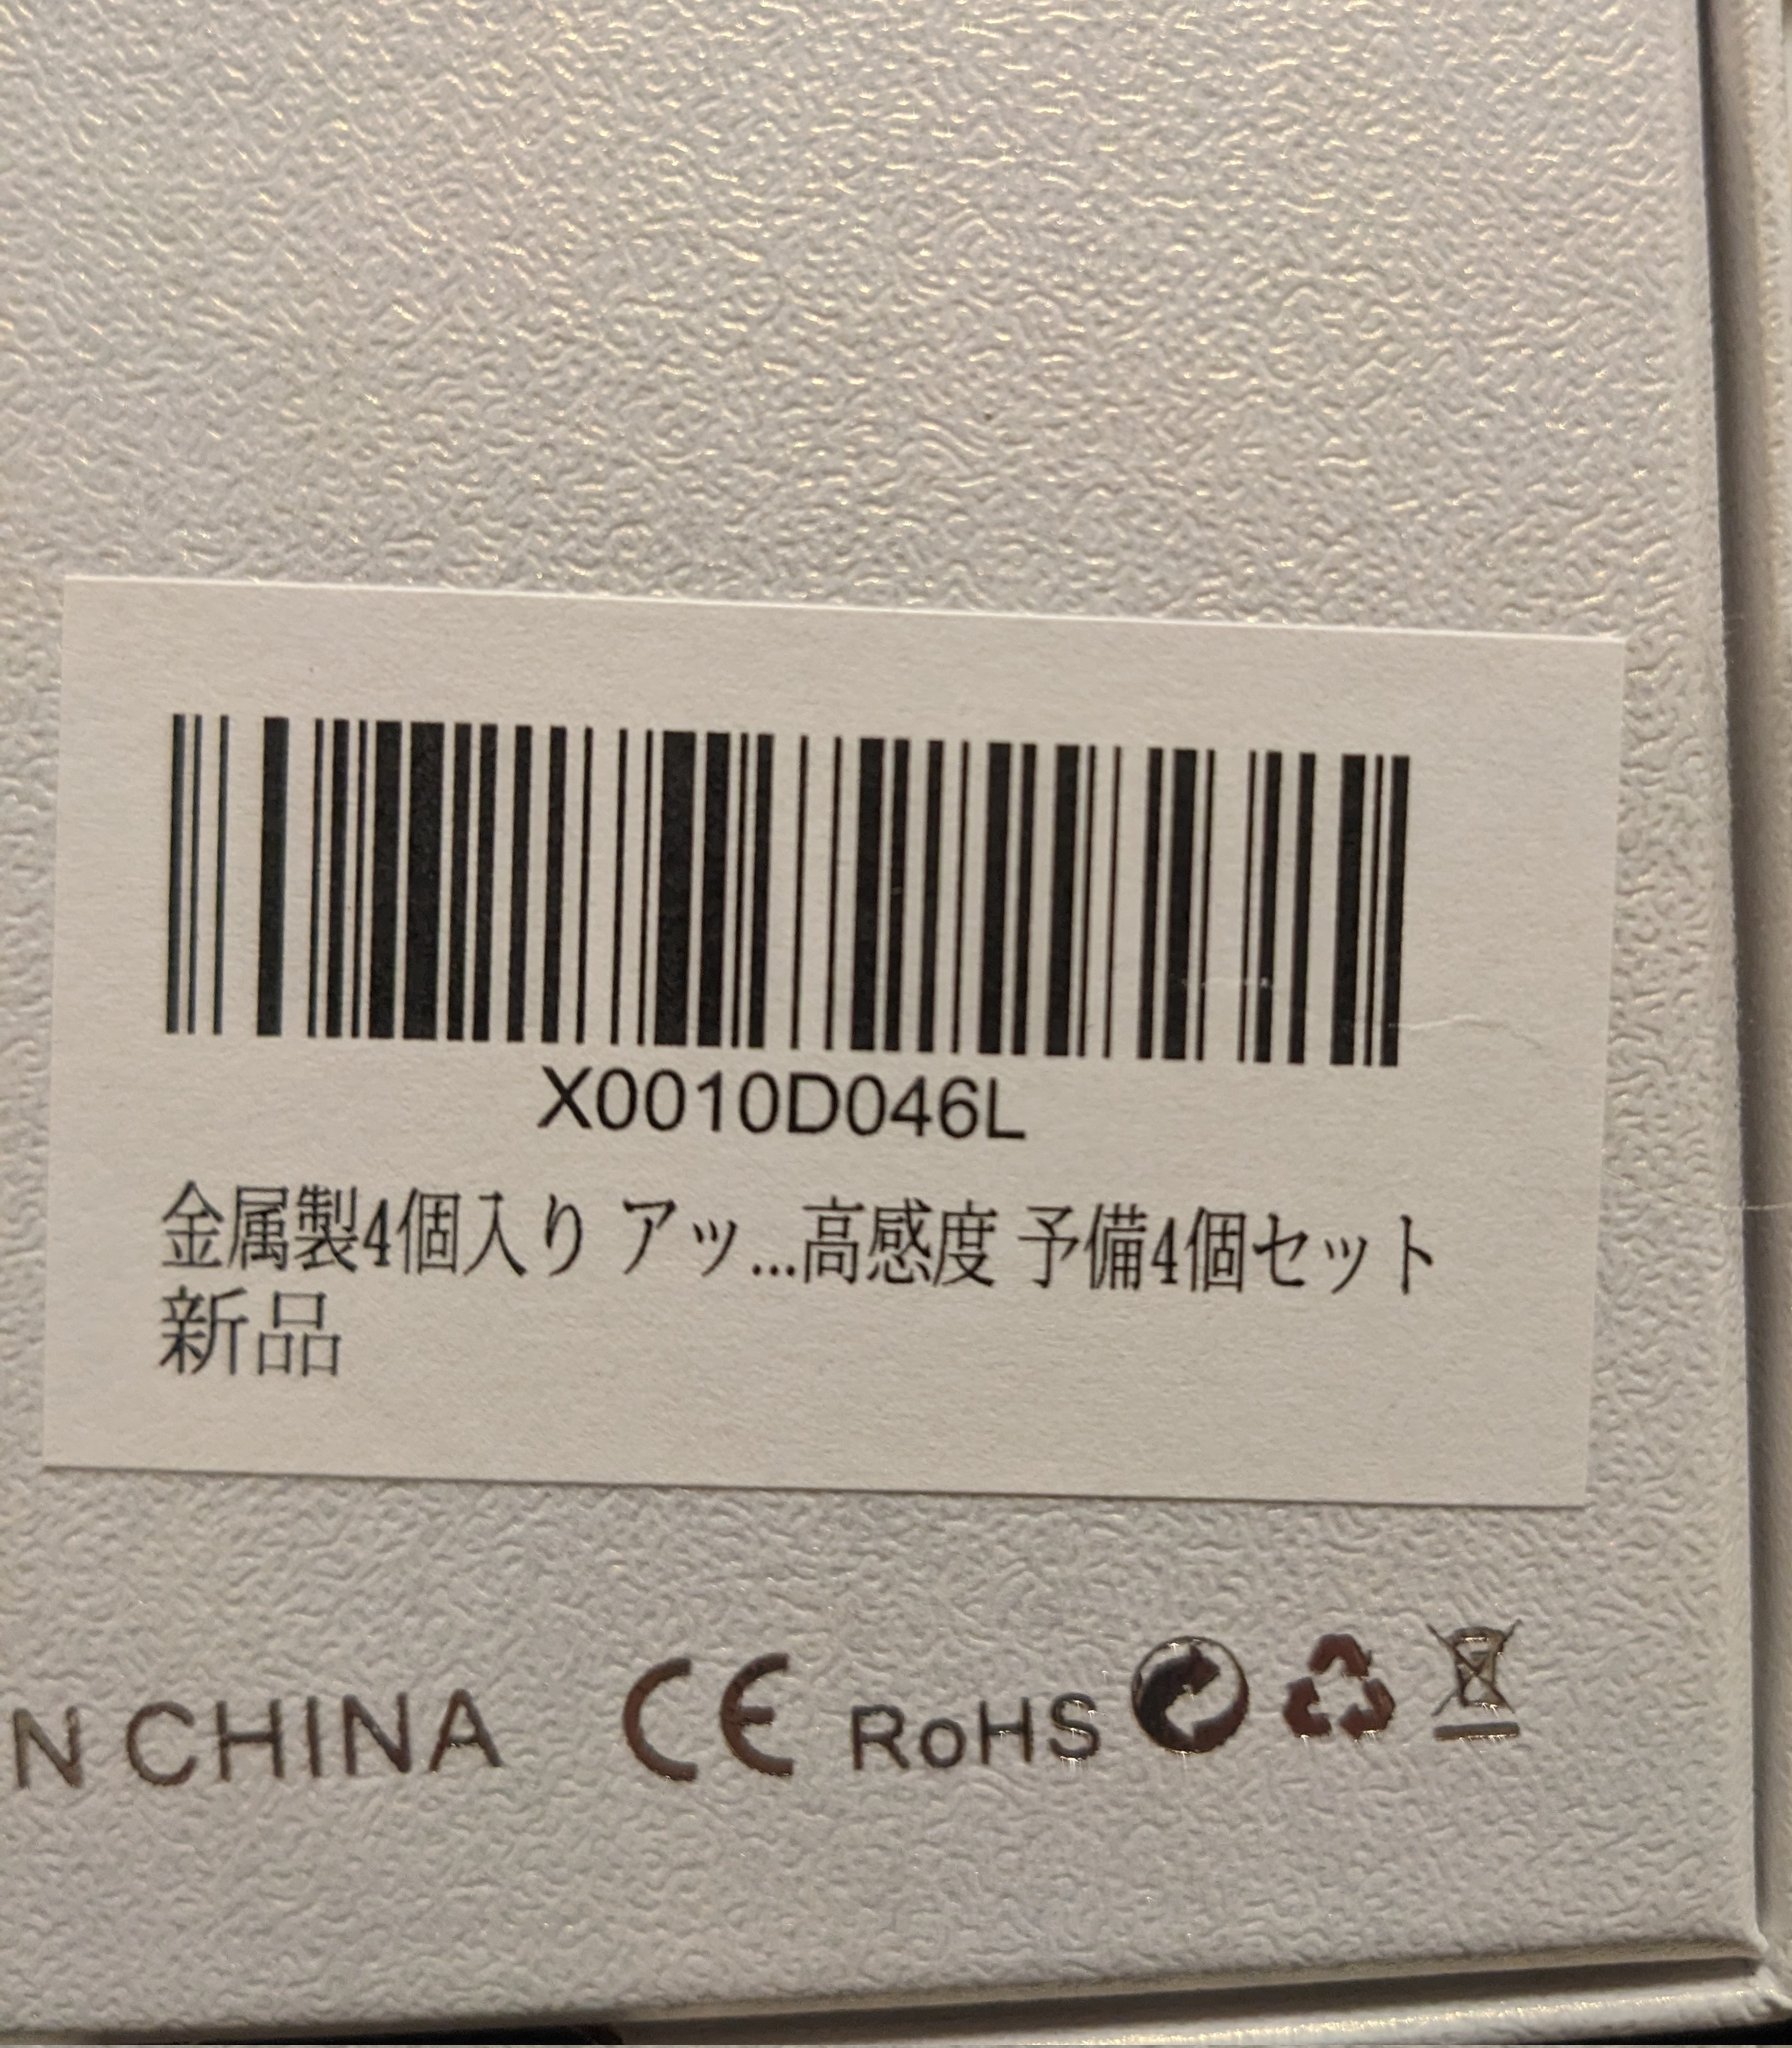 X0010D046L
金属製4個入り アッ...高感度 予備4個セット
新品
N CHINA CE RoHS